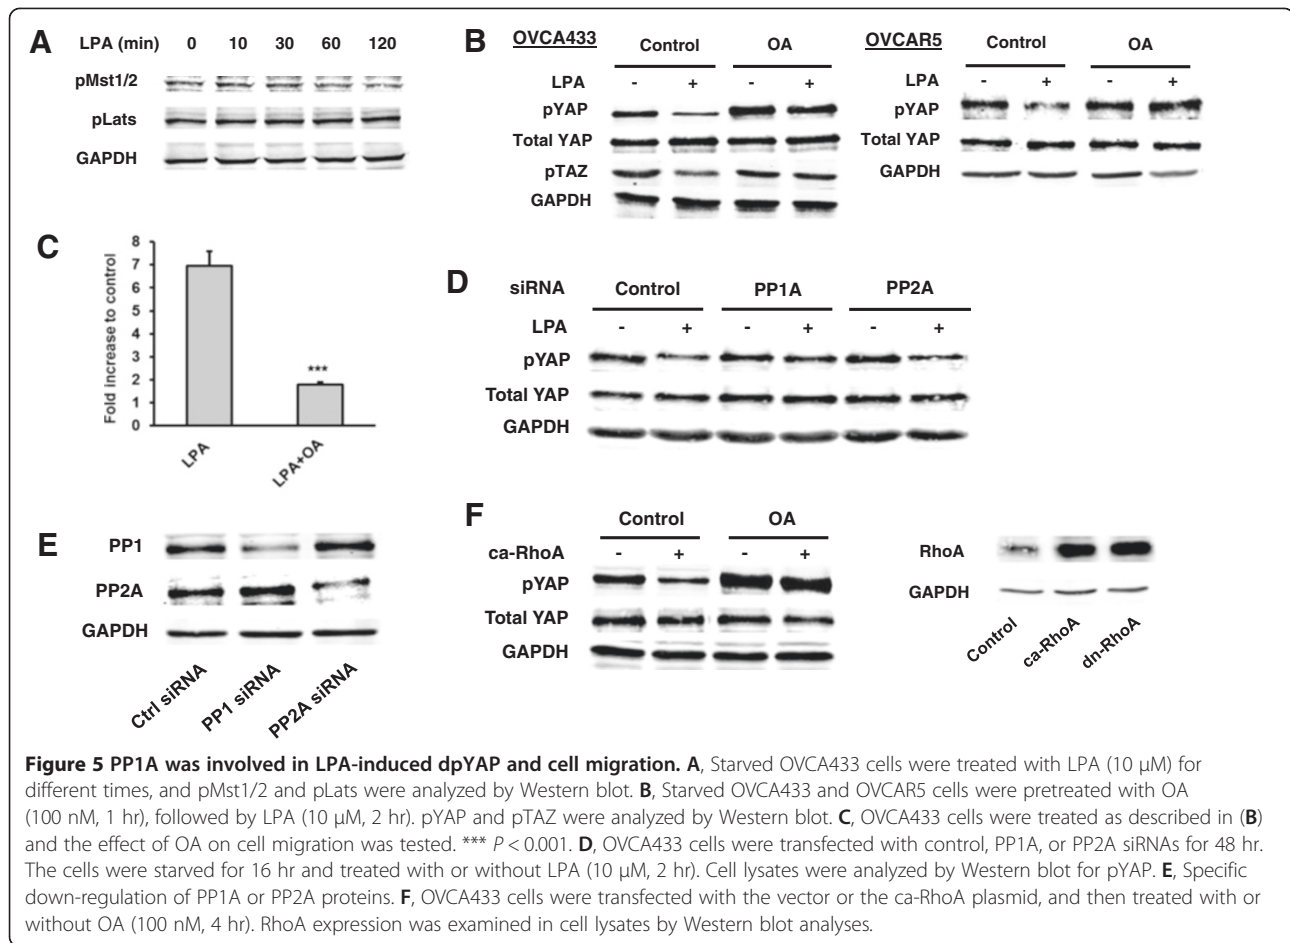 A
LPA (min) 0 10 30 60 120
pMst1/2
pLats
GAPDH
B
OVCA433 Control OA
LPA - + - +
pYAP
Total YAP
pTAZ
GAPDH
OVCAR5 Control OA
LPA - + - +
pYAP
Total YAP
GAPDH
C
Fold increase to control
8
7
6
5
4
3
2
1
0
***
LPA LPA+OA
D
siRNA Control PP1A PP2A
LPA - + - + - +
pYAP
Total YAP
GAPDH
E
PP1
PP2A
GAPDH
Ctrl siRNA PP1 siRNA PP2A siRNA
F
Control OA
ca-RhoA - + - +
pYAP
Total YAP
GAPDH
RhoA
GAPDH
Control ca-RhoA dn-RhoA
Figure 5 PP1A was involved in LPA-induced dpYAP and cell migration. A, Starved OVCA433 cells were treated with LPA (10 μM) for
different times, and pMst1/2 and pLats were analyzed by Western blot. B, Starved OVCA433 and OVCAR5 cells were pretreated with OA
(100 nM, 1 hr), followed by LPA (10 μM, 2 hr). pYAP and pTAZ were analyzed by Western blot. C, OVCA433 cells were treated as described in (B)
and the effect of OA on cell migration was tested. *** P < 0.001. D, OVCA433 cells were transfected with control, PP1A, or PP2A siRNAs for 48 hr.
The cells were starved for 16 hr and treated with or without LPA (10 μM, 2 hr). Cell lysates were analyzed by Western blot for pYAP. E, Specific
down-regulation of PP1A or PP2A proteins. F, OVCA433 cells were transfected with the vector or the ca-RhoA plasmid, and then treated with or
without OA (100 nM, 4 hr). RhoA expression was examined in cell lysates by Western blot analyses.